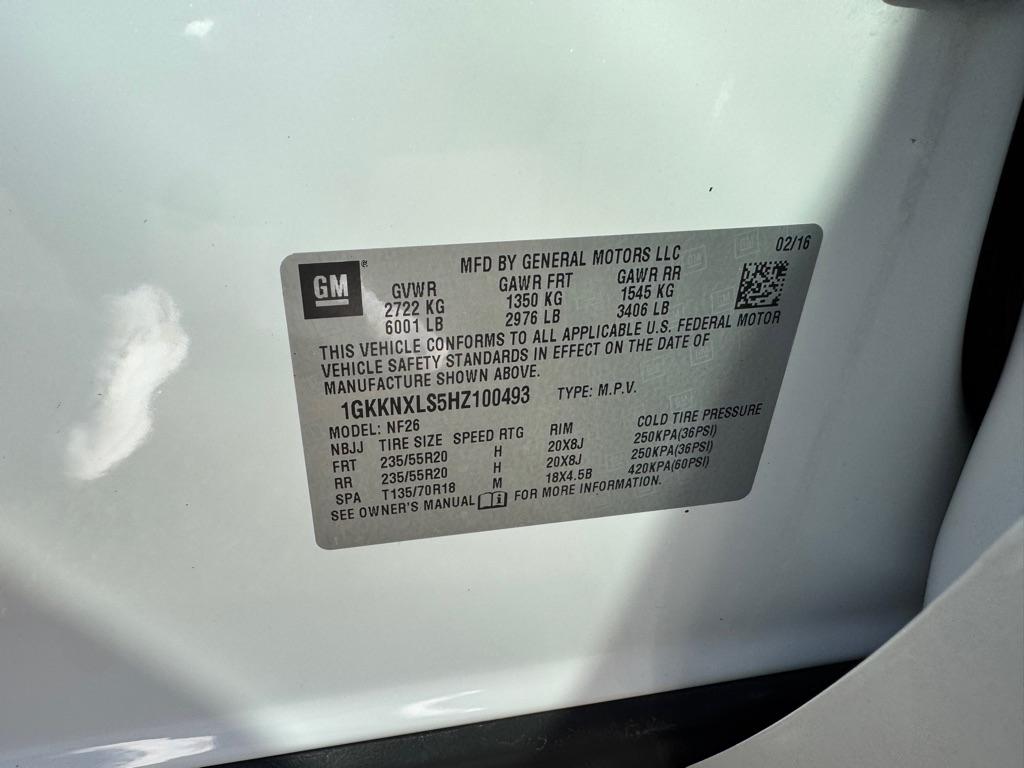 GM®
MFD BY GENERAL MOTORS LLC 02/16
GVWR GAWR FRT GAWR RR
2722 KG 1350 KG 1545 KG
6001 LB 2976 LB 3406 LB
THIS VEHICLE CONFORMS TO ALL APPLICABLE U.S. FEDERAL MOTOR
VEHICLE SAFETY STANDARDS IN EFFECT ON THE DATE OF
MANUFACTURE SHOWN ABOVE.
1GKKNXLS5HZ100493 TYPE: M.P.V.
MODEL: NF26
NBJJ TIRE SIZE SPEED RTG RIM COLD TIRE PRESSURE
FRT 235/55R20 H 20X8J 250KPA(36PSI)
RR 235/55R20 H 20X8J 250KPA(36PSI)
SPA T135/70R18 M 18X4.5B 420KPA(60PSI)
SEE OWNER'S MANUAL FOR MORE INFORMATION.